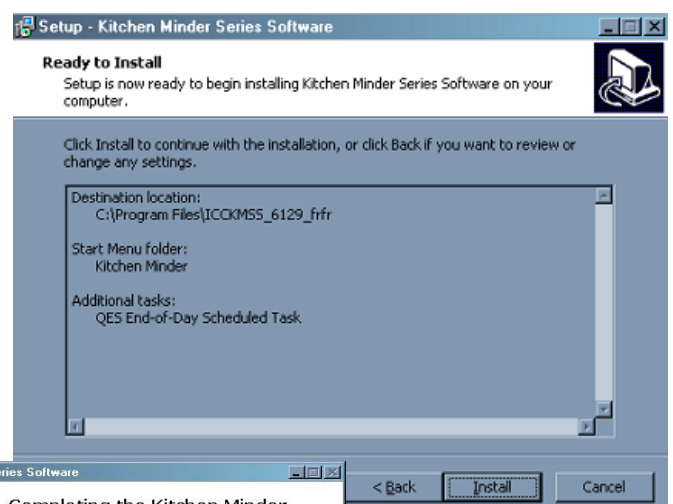 Setup - Kitchen Minder Series Software
Ready to Install
Setup is now ready to begin installing Kitchen Minder Series Software on your
computer.
Click Install to continue with the installation, or click Back if you want to review or
change any settings.
Destination location:
C:\Program Files\ICCKMS5_6129_frfr
Start Menu folder:
Kitchen Minder
Additional tasks:
QES End-of-Day Scheduled Task
< Back
Install
Cancel
eries Software
Completing the Kitchen Minder